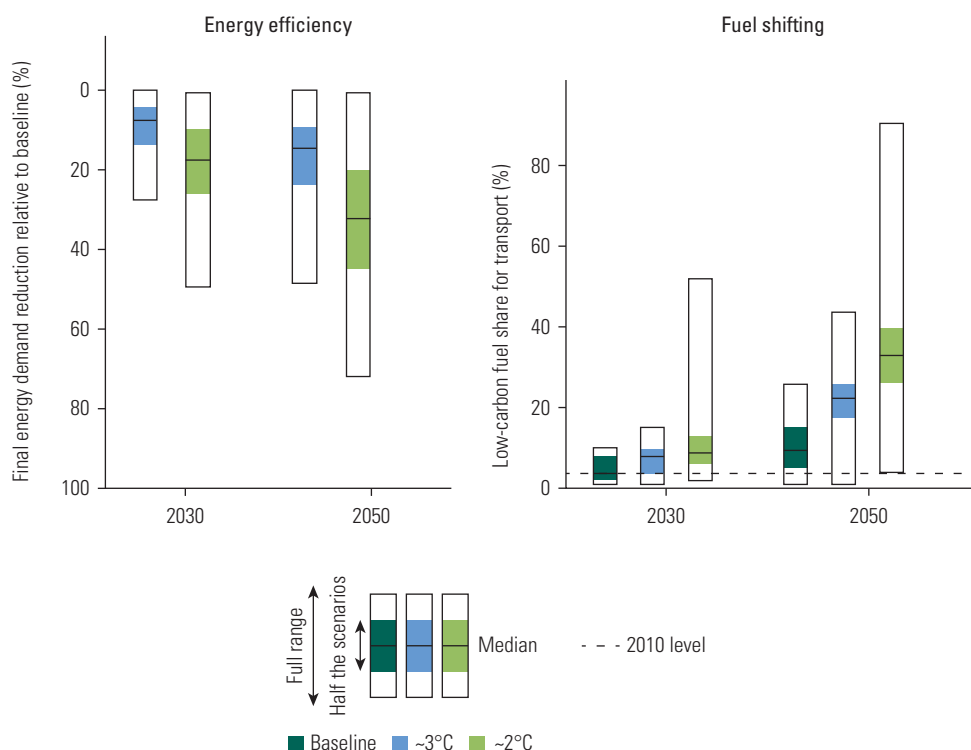 Energy efficiency
Final energy demand reduction relative to baseline (%)
0
20
40
60
80
100
2030
2050
Fuel shifting
Low-carbon fuel share for transport (%)
80
60
40
20
0
2030
2050
Full range
Half the scenarios
Median
2010 level
Baseline
~3°C
~2°C